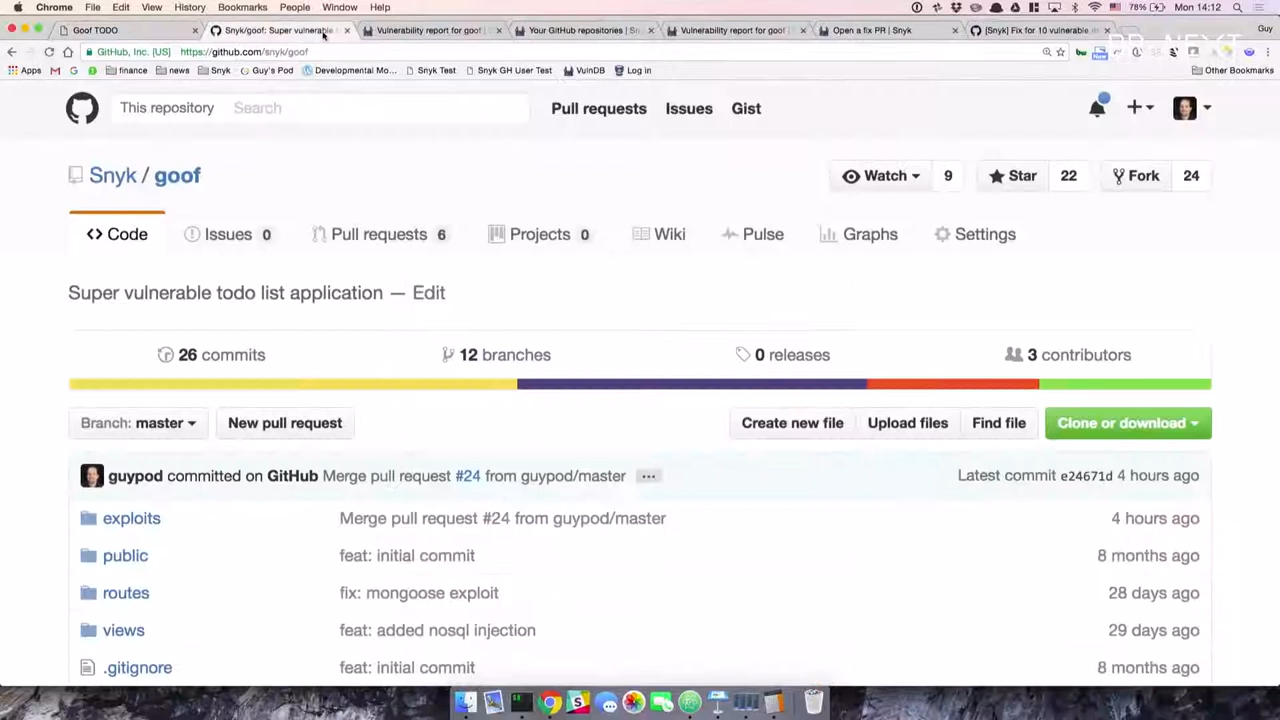 Chrome File Edit View History Bookmarks People Window Help 78% Mon 14:12
Goof TODO Snyk/goof: Super vulnerable Vulnerability report for goof Your GitHub repositories | Sn Vulnerability report for goof Open a fix PR | Snyk [Snyk] Fix for 10 vulnerable Guy
GitHub, Inc. [US] https://github.com/snyk/goof
Apps finance news Snyk Guy's Pod Developmental Mo... Snyk Test Snyk GH User Test VulnDB Log in Other Bookmarks
This repository Search Pull requests Issues Gist
Snyk / goof Watch 9 Star 22 Fork 24
Code Issues 0 Pull requests 6 Projects 0 Wiki Pulse Graphs Settings
Super vulnerable todo list application — Edit
26 commits 12 branches 0 releases 3 contributors
Branch: master New pull request Create new file Upload files Find file Clone or download
guypod committed on GitHub Merge pull request #24 from guypod/master ... Latest commit e24671d 4 hours ago
exploits Merge pull request #24 from guypod/master 4 hours ago
public feat: initial commit 8 months ago
routes fix: mongoose exploit 28 days ago
views feat: added nosql injection 29 days ago
.gitignore feat: initial commit 8 months ago